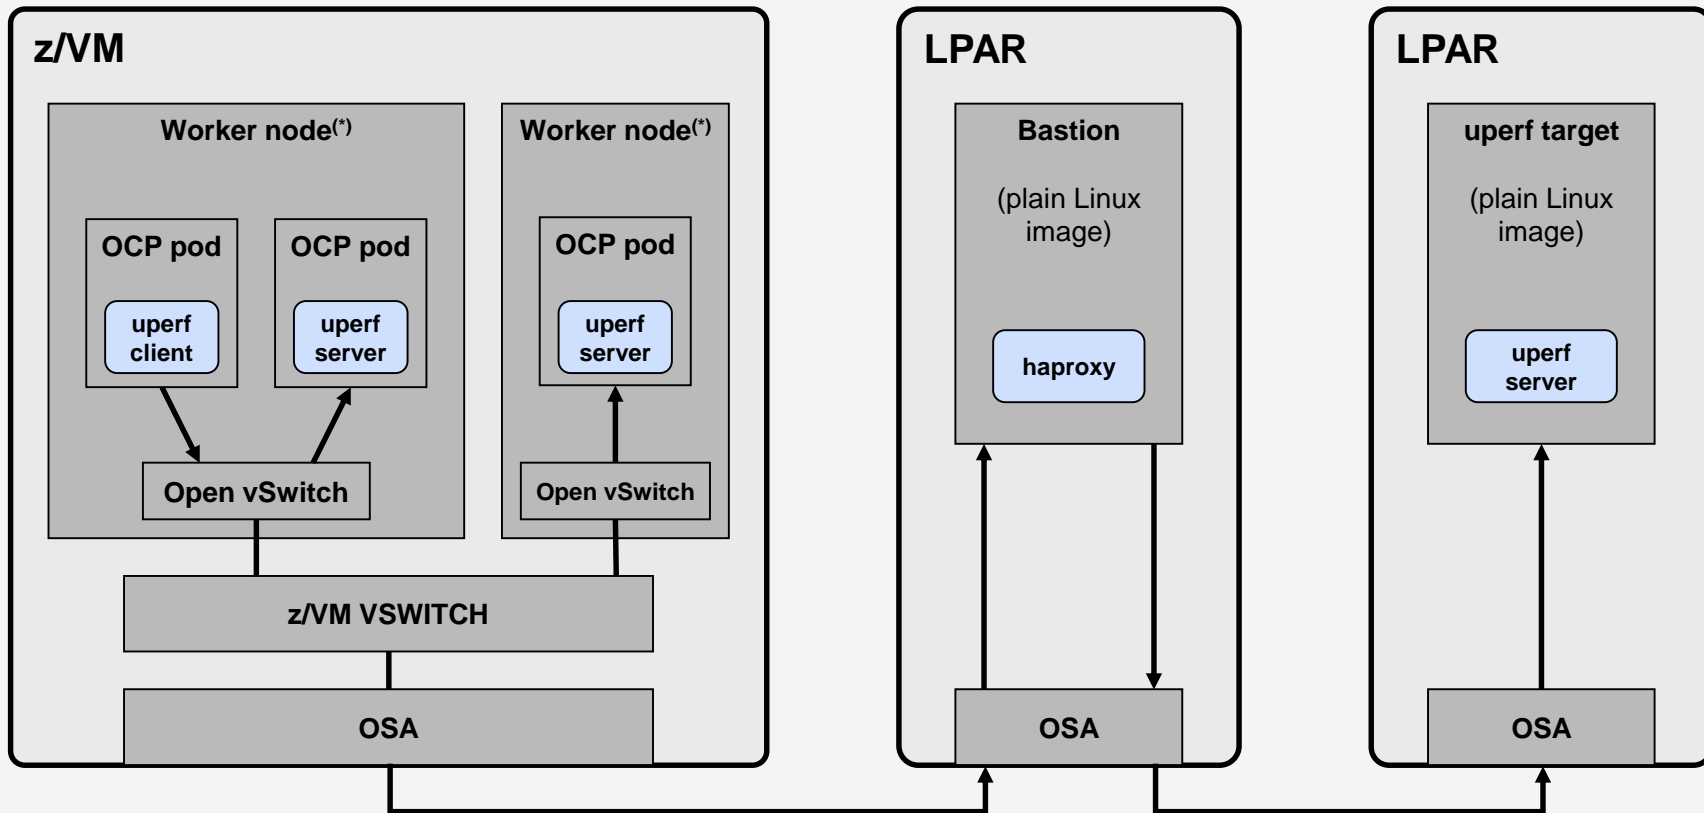 z/VM
Worker node(*)
OCP pod
uperf
client
OCP pod
uperf
server
Open vSwitch
Worker node(*)
OCP pod
uperf
server
Open vSwitch
z/VM VSWITCH
OSA
LPAR
Bastion
(plain Linux
image)
haproxy
OSA
LPAR
uperf target
(plain Linux
image)
uperf
server
OSA